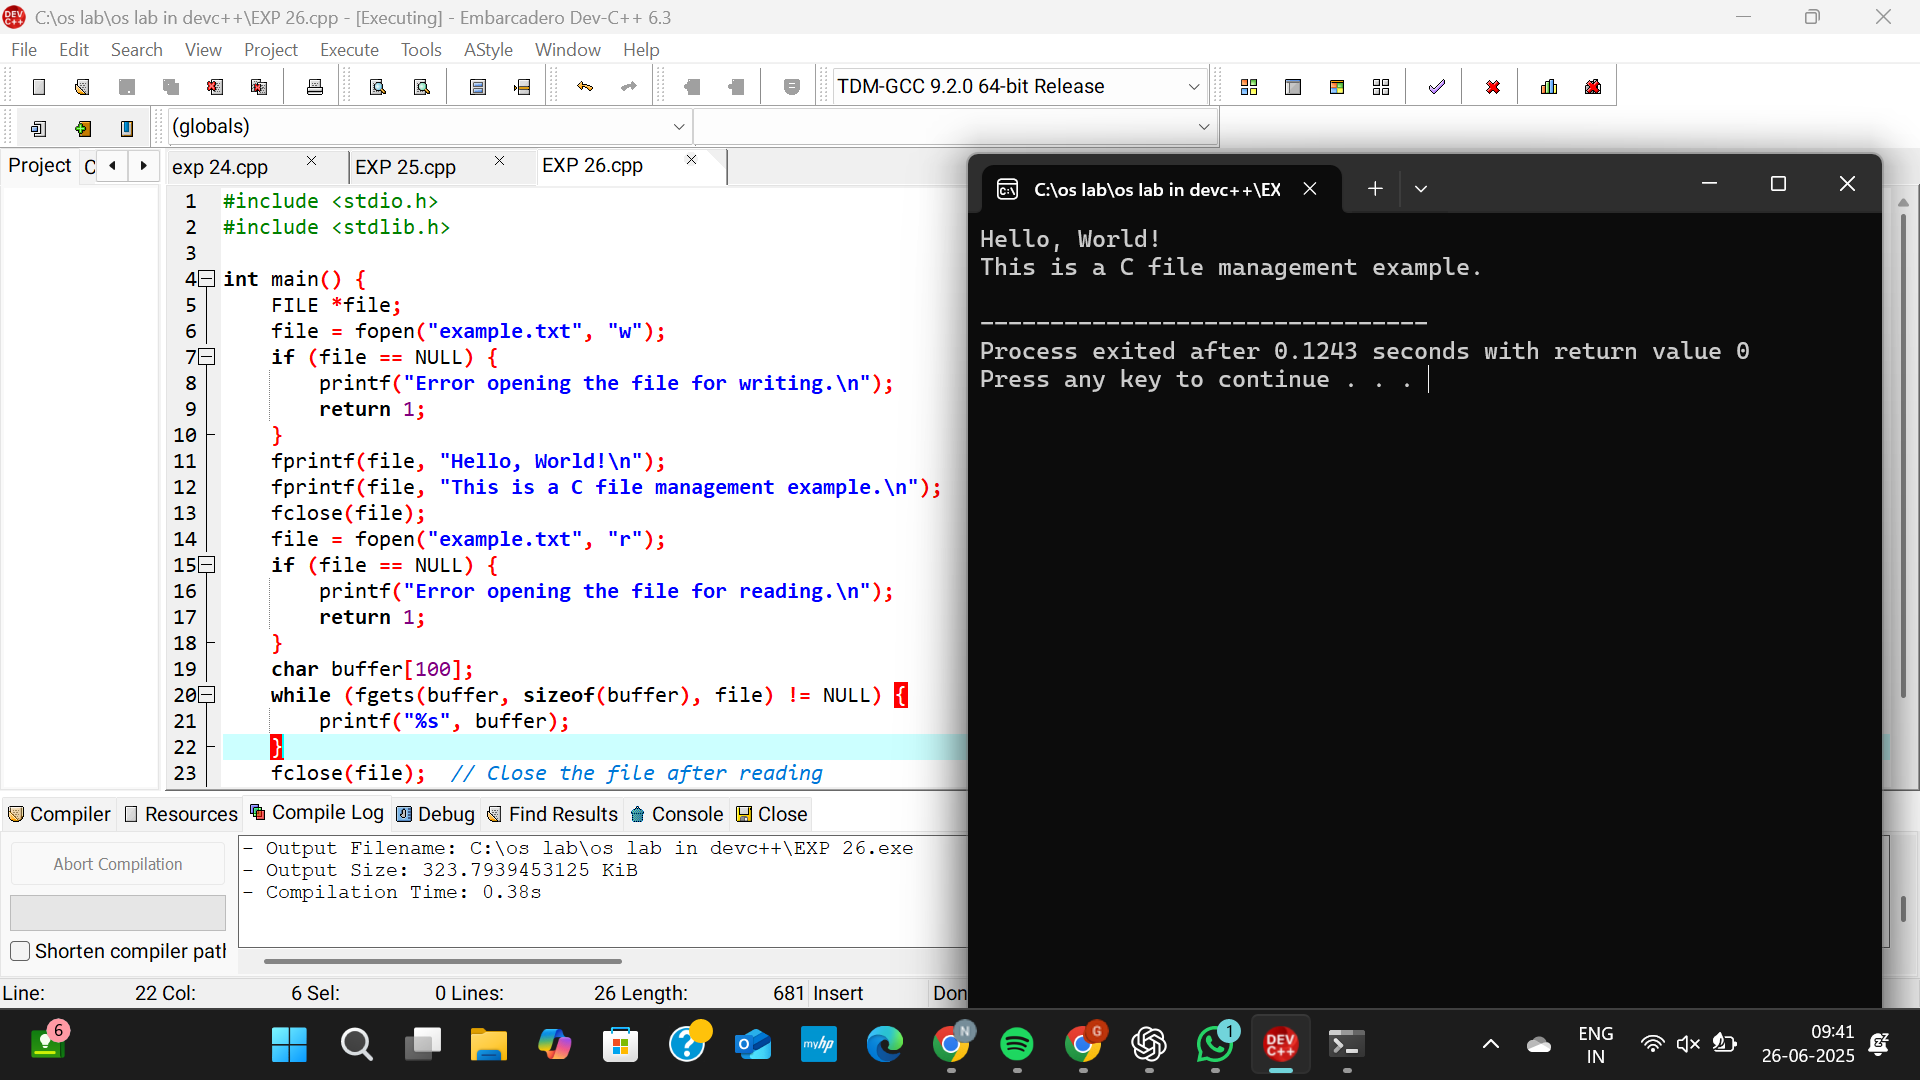 C:\os lab\os lab in devc++\EXP 26.cpp - [Executing] - Embarcadero Dev-C++ 6.3
File Edit Search View Project Execute Tools AStyle Window Help
TDM-GCC 9.2.0 64-bit Release
(globals)
Project C exp 24.cpp EXP 25.cpp EXP 26.cpp
1 #include <stdio.h>
2 #include <stdlib.h>
3
4 int main() {
5 FILE *file;
6 file = fopen("example.txt", "w");
7 if (file == NULL) {
8 printf("Error opening the file for writing.\n");
9 return 1;
10 }
11 fprintf(file, "Hello, World!\n");
12 fprintf(file, "This is a C file management example.\n");
13 fclose(file);
14 file = fopen("example.txt", "r");
15 if (file == NULL) {
16 printf("Error opening the file for reading.\n");
17 return 1;
18 }
19 char buffer[100];
20 while (fgets(buffer, sizeof(buffer), file) != NULL) {
21 printf("%s", buffer);
22 }
23 fclose(file); // Close the file after reading
C:\os lab\os lab in devc++\EX
Hello, World!
This is a C file management example.
--------------------------------
Process exited after 0.1243 seconds with return value 0
Press any key to continue . . .
Compiler Resources Compile Log Debug Find Results Console Close
Abort Compilation
Shorten compiler path
- Output Filename: C:\os lab\os lab in devc++\EXP 26.exe
- Output Size: 323.7939453125 KiB
- Compilation Time: 0.38s
Line: 22 Col: 6 Sel: 0 Lines: 26 Length: 681 Insert Don
6
myhp
N
G
1
DEV C++
ENG
IN
09:41
26-06-2025